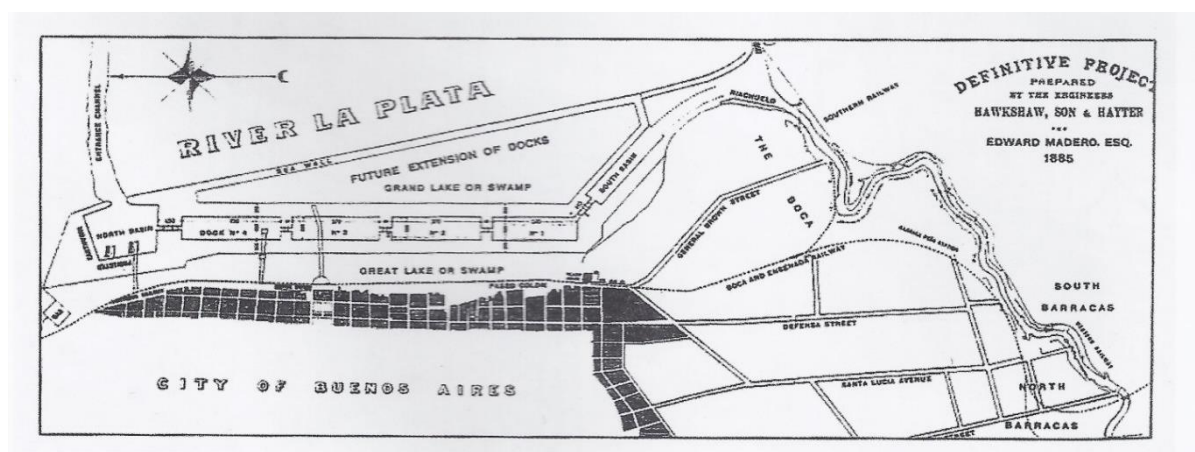 DEFINITIVE PROJECT
PREPARED
BY THE ENGINEERS
HAWKSHAW, SON & HAYTER
FOR
EDWARD MADERO. ESQ.
1885
ENTRANCE CHANNEL
RIVER LA PLATA
SEA WALL
FUTURE EXTENSION OF DOCKS
GRAND LAKE OR SWAMP
NORTH BASIN
DOCK Nº 4
Nº 3
Nº 2
Nº 1
SOUTH BASIN
RIACHUELO
SOUTHERN RAILWAY
THE
BOCA
GENERAL BROWN STREET
BOCA AND ENSENADA RAILWAY
GREAT LAKE OR SWAMP
PASEO COLON
DEFENSA STREET
SANTA LUCIA AVENUE
SOUTH
BARRACAS
NORTH
BARRACAS
STREET
CITY OF BUENOS AIRES